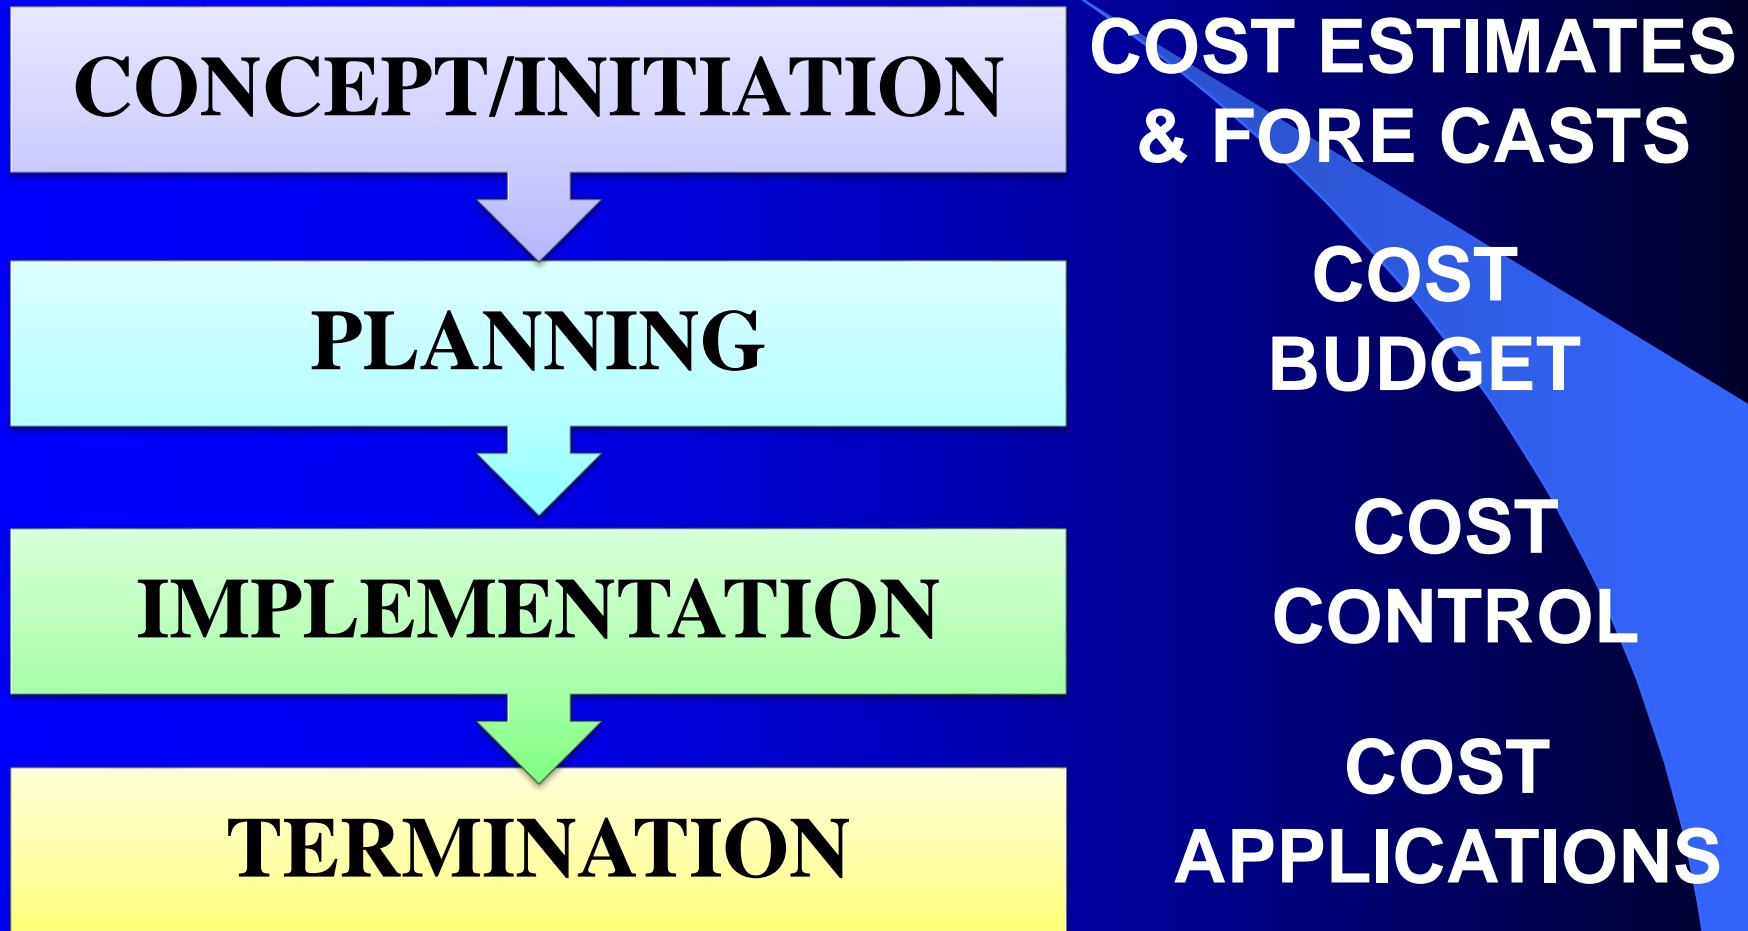 CONCEPT/INITIATION
COST ESTIMATES
& FORE CASTS
PLANNING
COST
BUDGET
IMPLEMENTATION
COST
CONTROL
TERMINATION
COST
APPLICATIONS